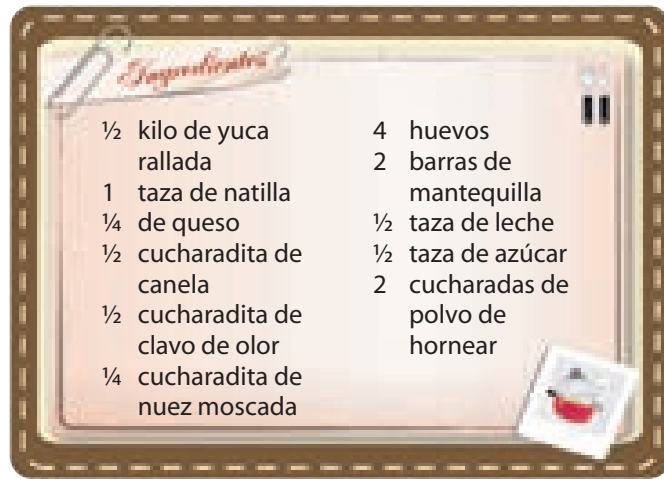 Ingredientes
½ kilo de yuca
rallada
1 taza de natilla
¼ de queso
½ cucharadita de
canela
½ cucharadita de
clavo de olor
¼ cucharadita de
nuez moscada
4 huevos
2 barras de
mantequilla
½ taza de leche
½ taza de azúcar
2 cucharadas de
polvo de
hornear